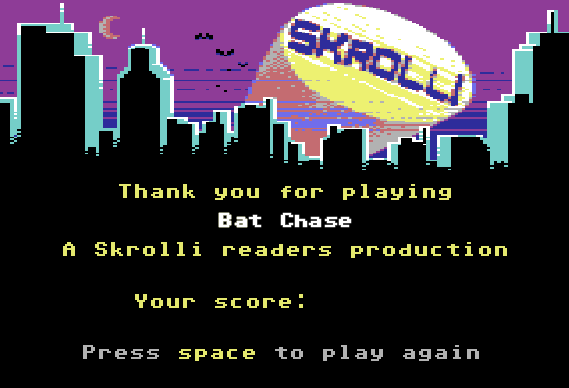 SKROLLI
Thank you for playing
Bat Chase
A Skrolli readers production
Your score:
Press space to play again